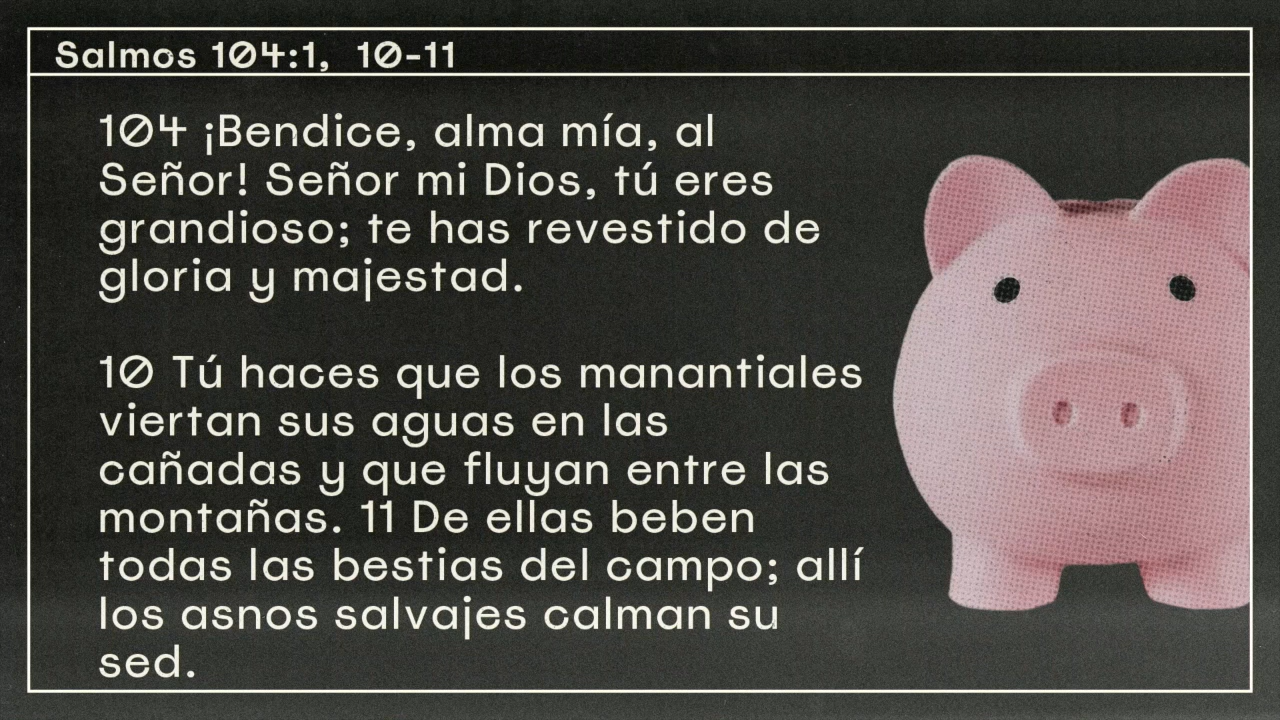 Salmos 104:1,  10-11
104 ¡Bendice, alma mía, al
Señor! Señor mi Dios, tú eres
grandioso; te has revestido de
gloria y majestad.
10 Tú haces que los manantiales
viertan sus aguas en las
cañadas y que fluyan entre las
montañas. 11 De ellas beben
todas las bestias del campo; allí
los asnos salvajes calman su
sed.